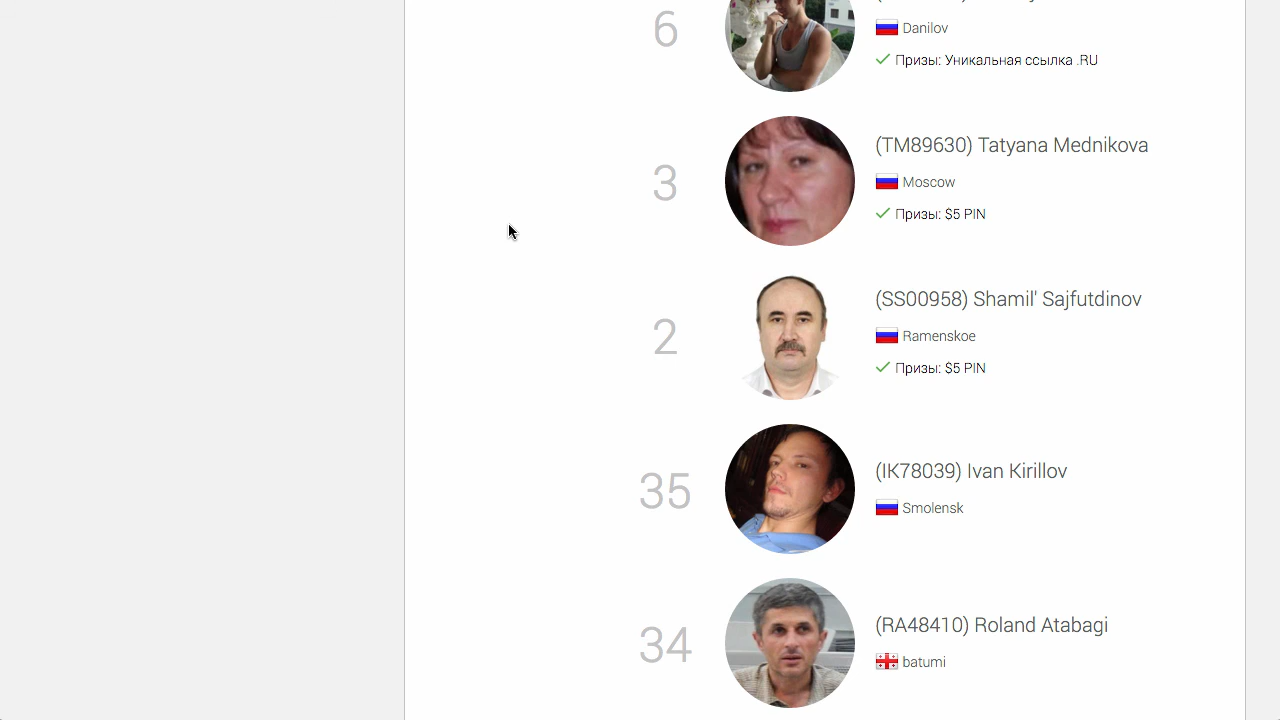 6
Danilov
Призы: Уникальная ссылка .RU
(TM89630) Tatyana Mednikova
3
Moscow
Призы: $5 PIN
(SS00958) Shamil' Sajfutdinov
2
Ramenskoe
Призы: $5 PIN
(IK78039) Ivan Kirillov
35
Smolensk
(RA48410) Roland Atabagi
34
batumi